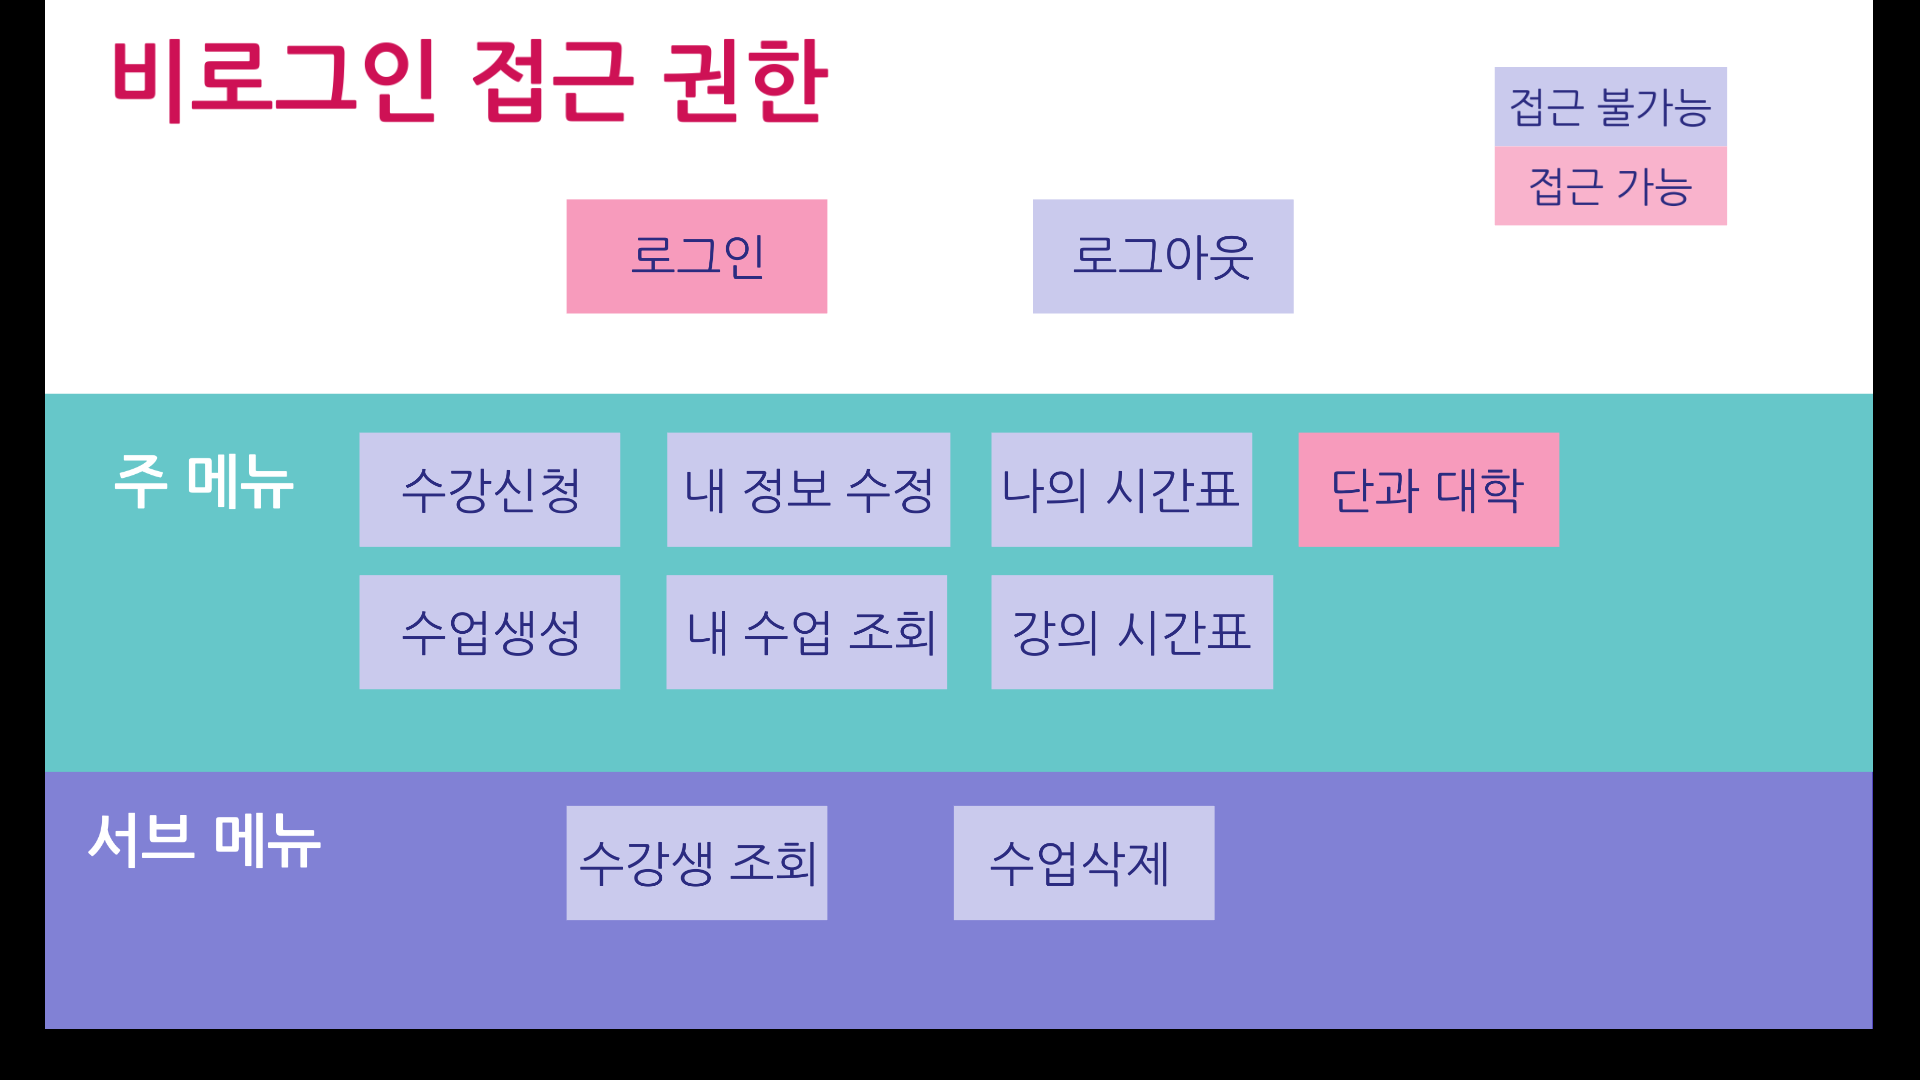 비로그인 접근 권한
접근 불가능
접근 가능
로그인 로그아웃
주 메뉴
수강신청 내 정보 수정 나의 시간표 단과 대학
수업생성 내 수업 조회 강의 시간표
서브 메뉴
수강생 조회 수업삭제